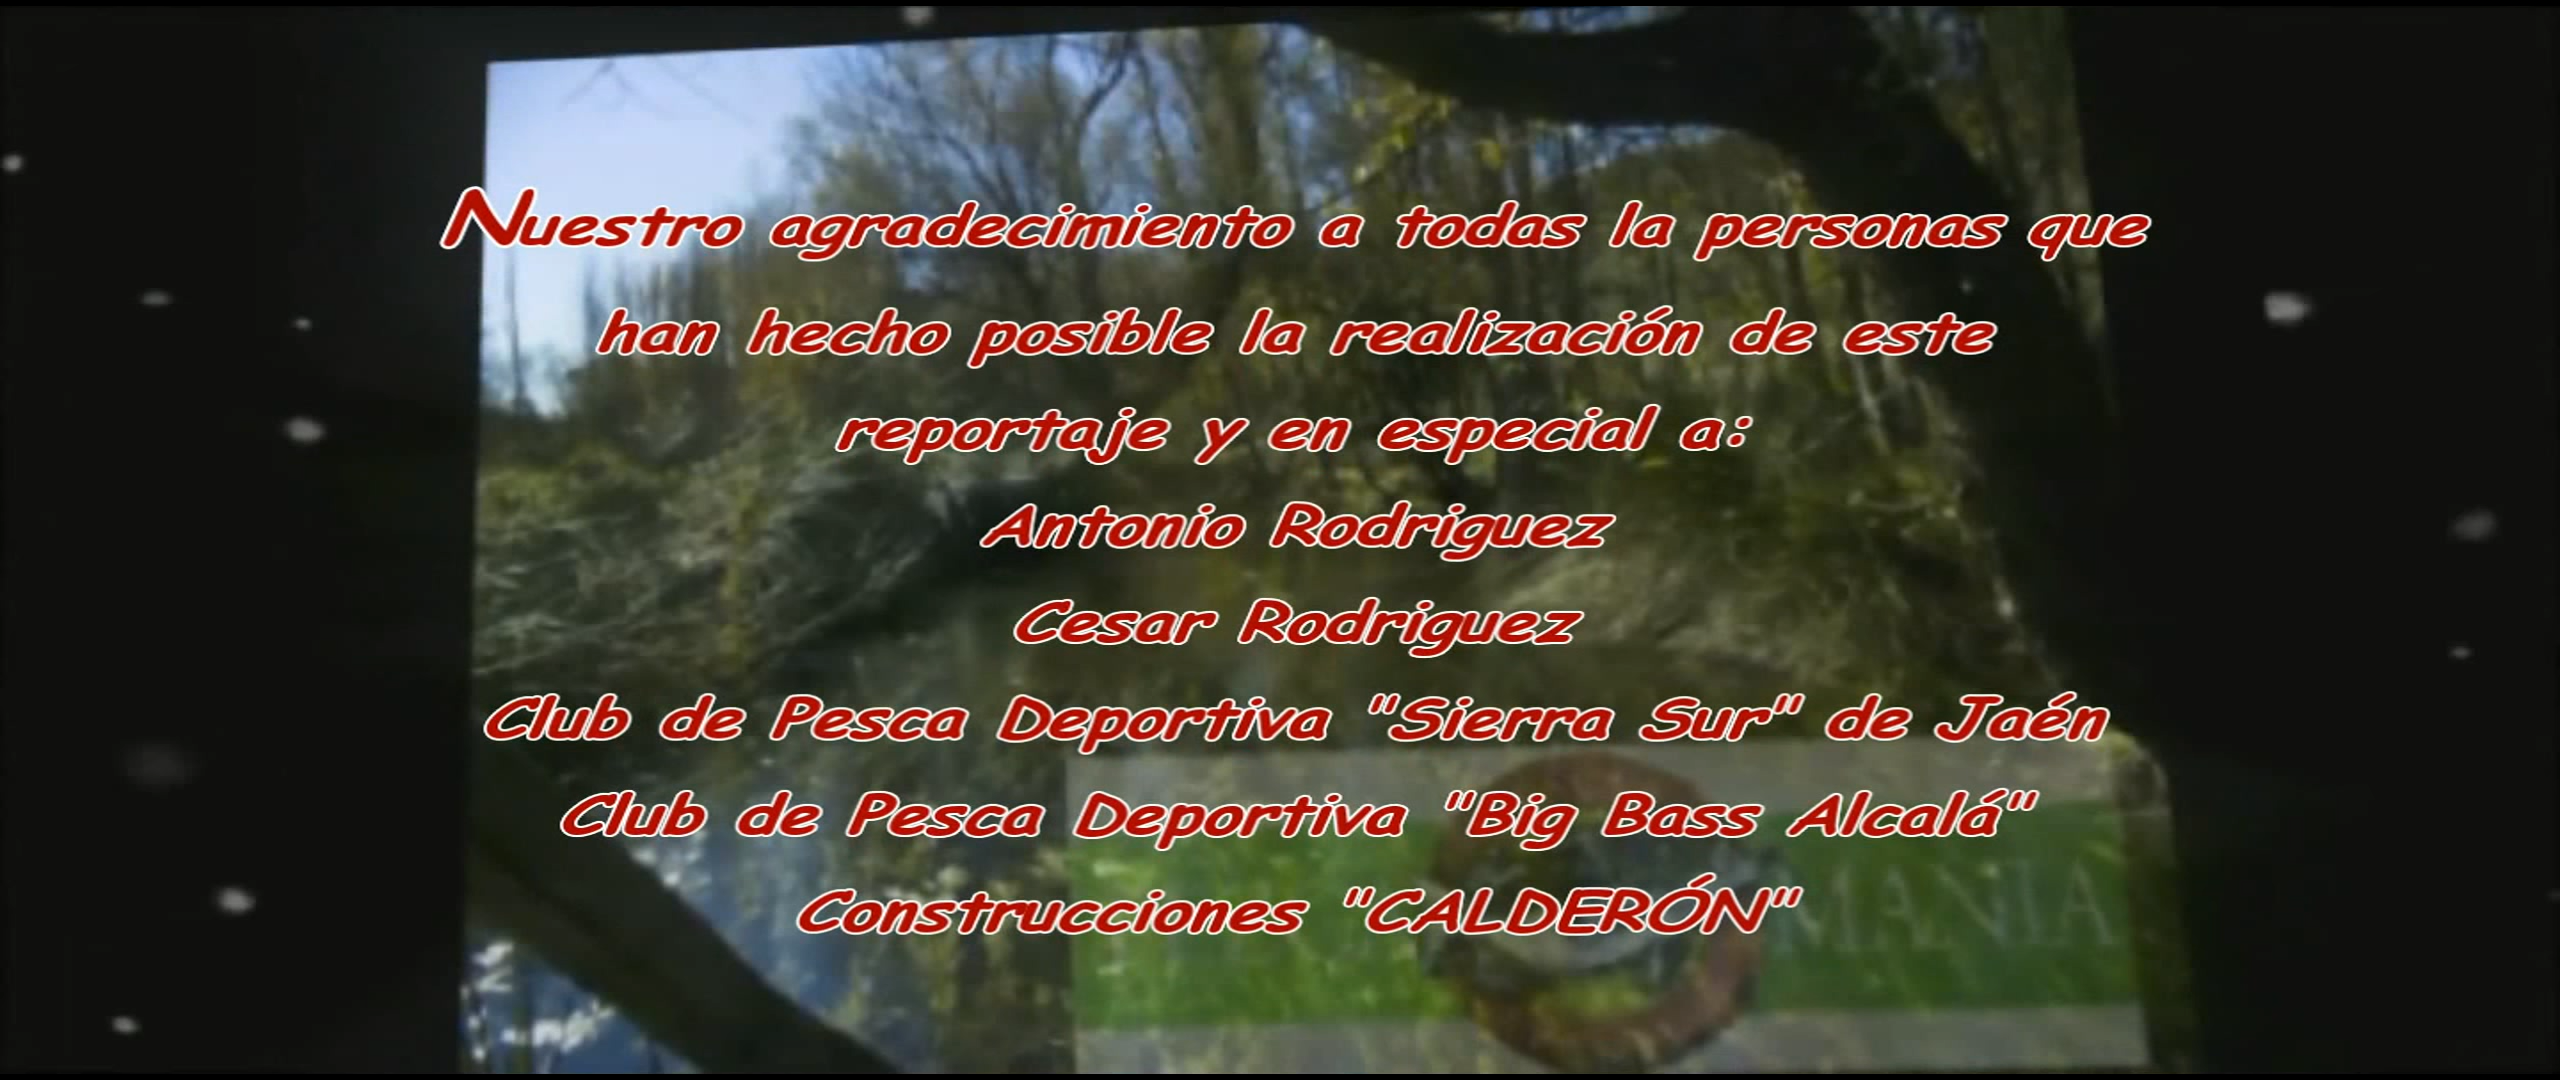 Nuestro agradecimiento a todas la personas que
han hecho posible la realización de este
reportaje y en especial a:
Antonio Rodriguez
Cesar Rodriguez
Club de Pesca Deportiva "Sierra Sur" de Jaén
Club de Pesca Deportiva "Big Bass Alcalá"
Construcciones "CALDERÓN"